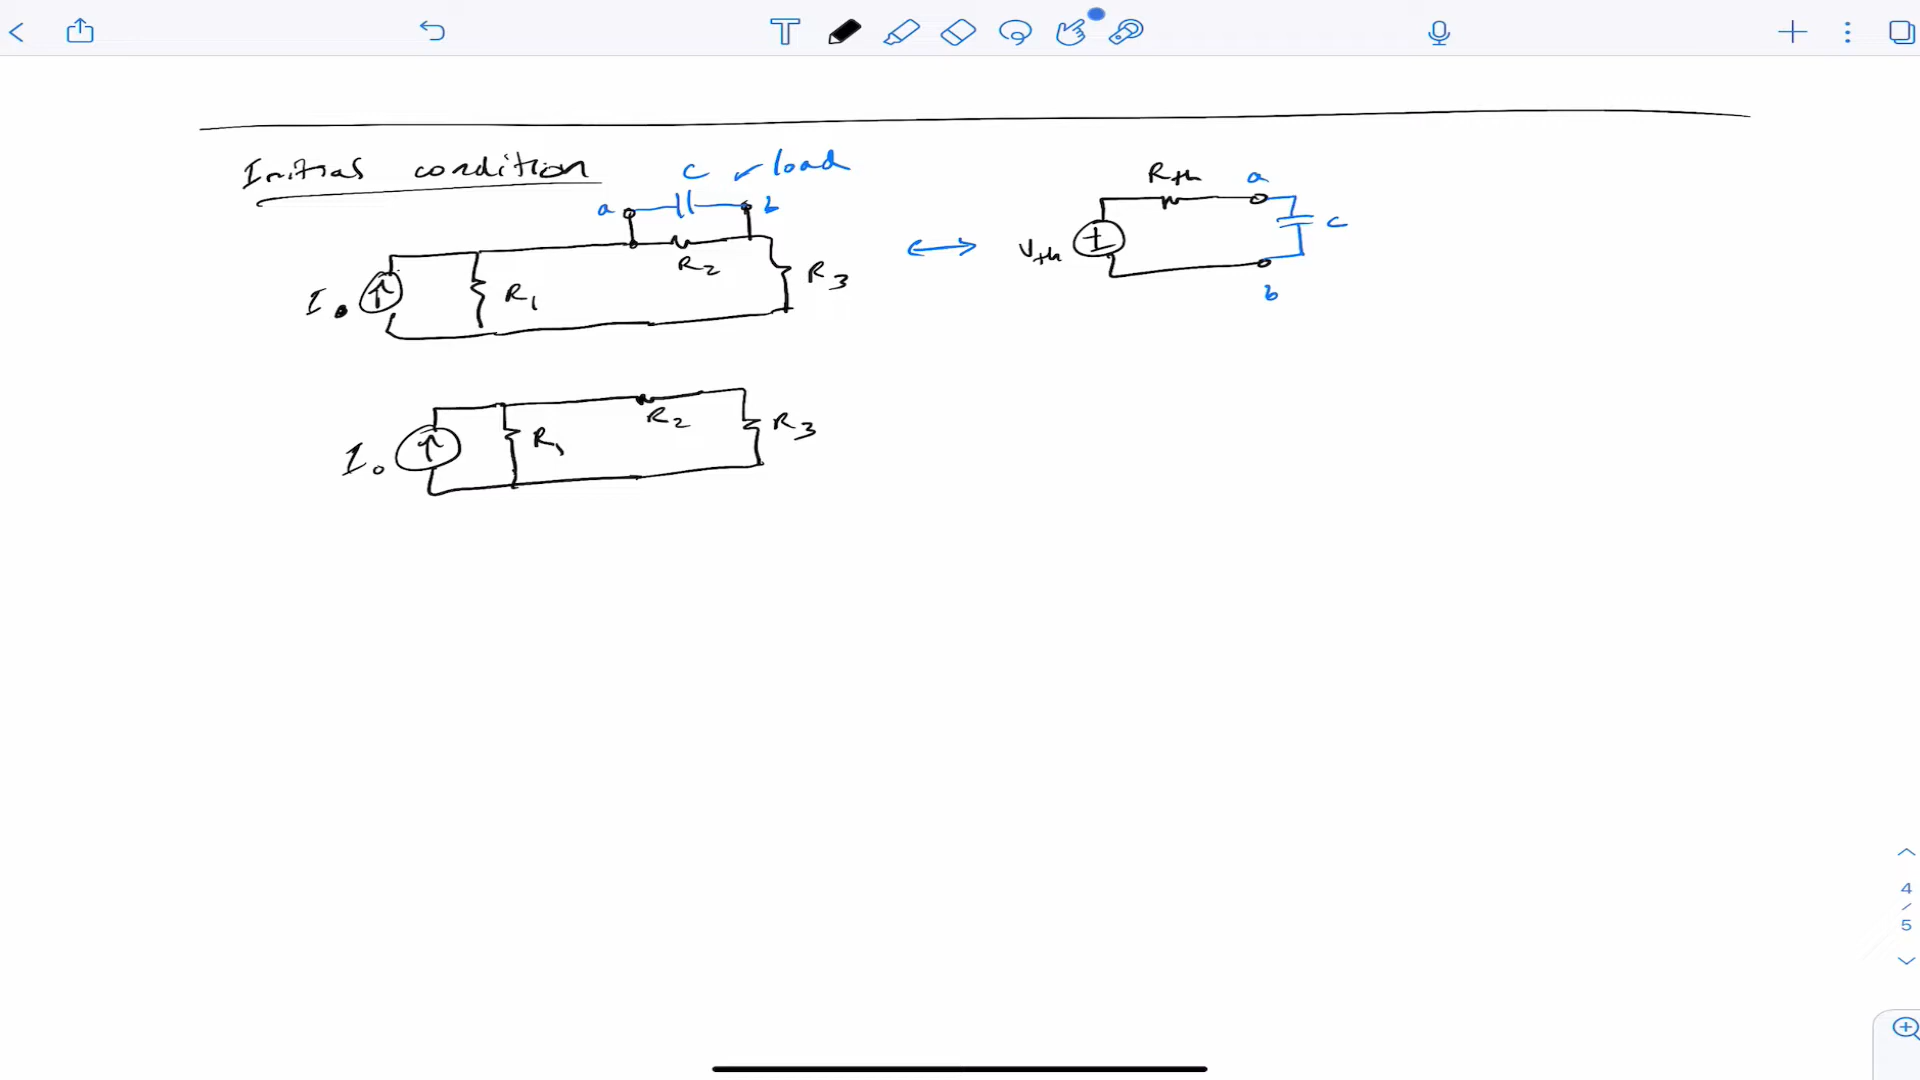 Initial condition
C load
a b
R2
R3
I0 R1
Rth a
Vth C
b
R2
R3
R1
I0
4
/
5